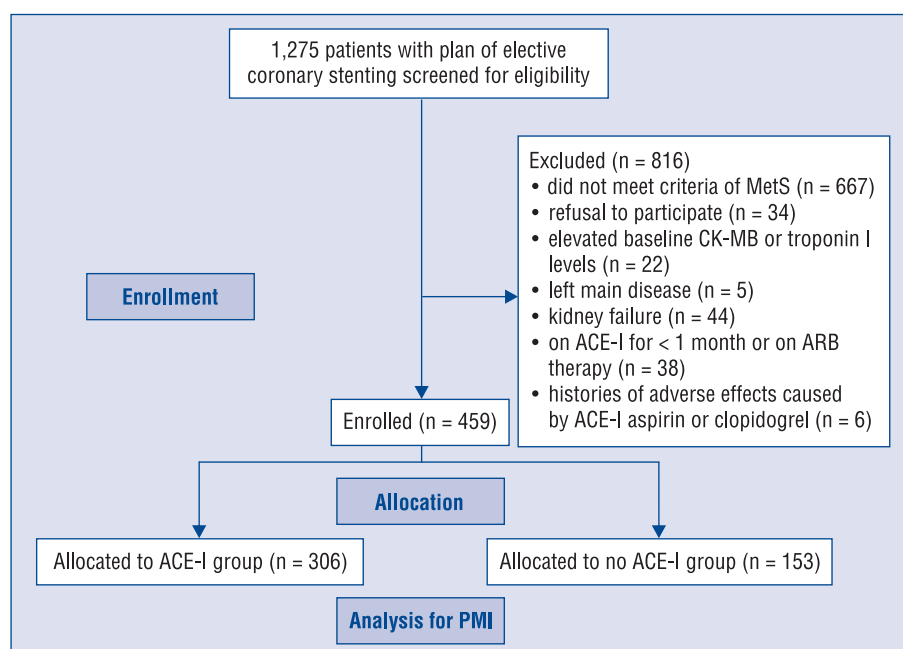 1,275 patients with plan of elective
coronary stenting screened for eligibility
Excluded (n = 816)
• did not meet criteria of MetS (n = 667)
• refusal to participate (n = 34)
• elevated baseline CK-MB or troponin I
levels (n = 22)
• left main disease (n = 5)
• kidney failure (n = 44)
• on ACE-I for < 1 month or on ARB
therapy (n = 38)
• histories of adverse effects caused
by ACE-I aspirin or clopidogrel (n = 6)
Enrollment
Enrolled (n = 459)
Allocation
Allocated to ACE-I group (n = 306)
Allocated to no ACE-I group (n = 153)
Analysis for PMI